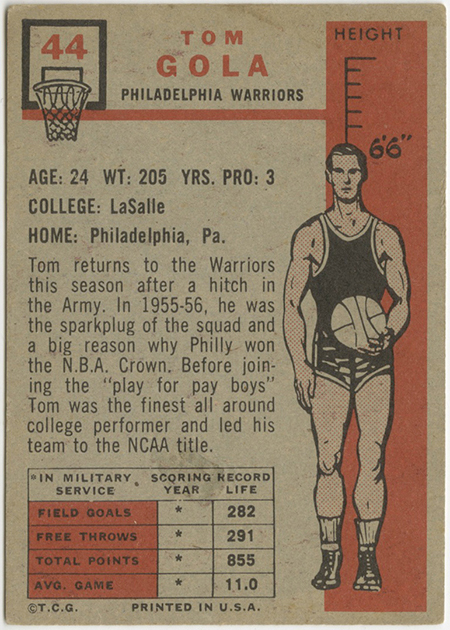 44
TOM
GOLA
PHILADELPHIA WARRIORS
HEIGHT
6'6"
AGE: 24 WT: 205 YRS. PRO: 3
COLLEGE: LaSalle
HOME: Philadelphia, Pa.
Tom returns to the Warriors
this season after a hitch in
the Army. In 1955-56, he was
the sparkplug of the squad and
a big reason why Philly won
the N.B.A. Crown. Before join-
ing the "play for pay boys"
Tom was the finest all around
college performer and led his
team to the NCAA title.
*IN MILITARY SERVICE SCORING RECORD
YEAR LIFE
FIELD GOALS * 282
FREE THROWS * 291
TOTAL POINTS * 855
AVG. GAME * 11.0
©T.C.G. PRINTED IN U.S.A.